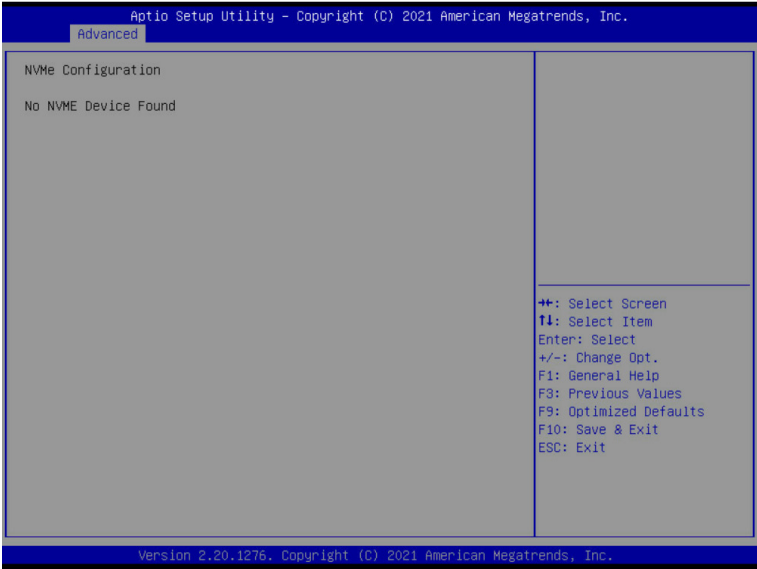 Aptio Setup Utility – Copyright (C) 2021 American Megatrends, Inc.
Advanced
NVMe Configuration
No NVME Device Found
→←: Select Screen
↑↓: Select Item
Enter: Select
+/-: Change Opt.
F1: General Help
F3: Previous Values
F9: Optimized Defaults
F10: Save & Exit
ESC: Exit
Version 2.20.1276. Copyright (C) 2021 American Megatrends, Inc.